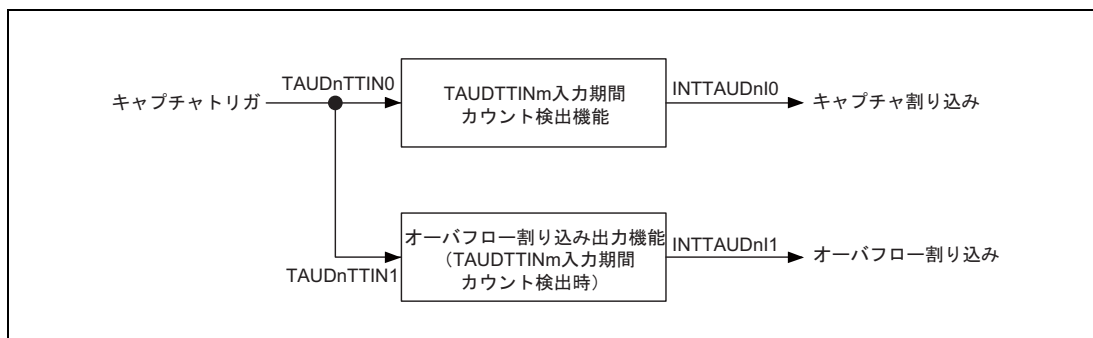 キャプチャトリガ
TAUDnTTIN0
TAUDTTINm入力期間
カウント検出機能
INTTAUDnI0
キャプチャ割り込み
TAUDnTTIN1
オーバフロー割り込み出力機能
（TAUDTTINm入力期間
カウント検出時）
INTTAUDnI1
オーバフロー割り込み